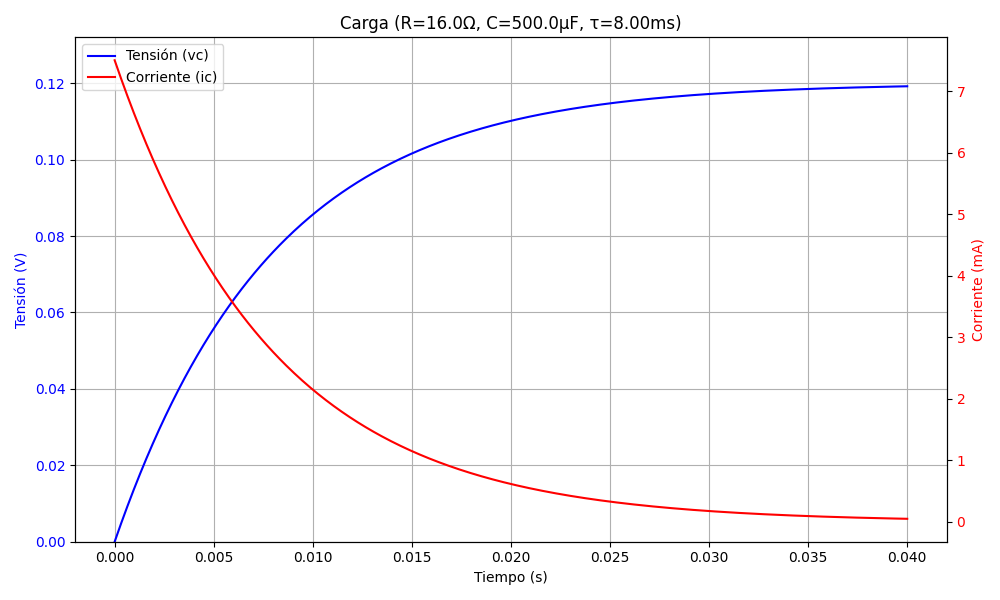 Carga (R=16.0Ω, C=500.0µF, τ=8.00ms)
Tensión (vc)
Corriente (ic)
Tensión (V)
0.12
0.10
0.08
0.06
0.04
0.02
0.00
7
6
5
4
3
2
1
0
Corriente (mA)
0.000 0.005 0.010 0.015 0.020 0.025 0.030 0.035 0.040
Tiempo (s)